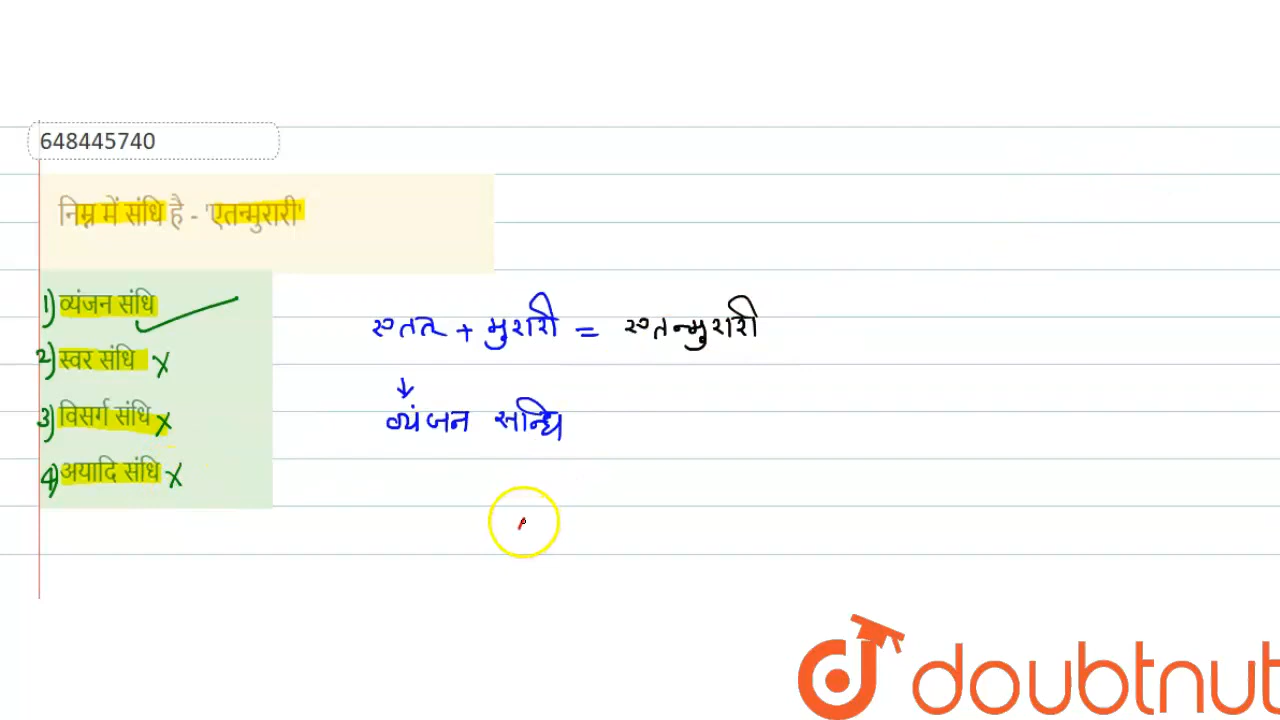 648445740
निम्न में संधि है - 'एतन्मुरारी'
1) व्यंजन संधि
2) स्वर संधि x
3) विसर्ग संधि x
4) अयादि संधि x
एतत् + मुरारी = एतन्मुरारी
व्यंजन सन्धि
doubtnut